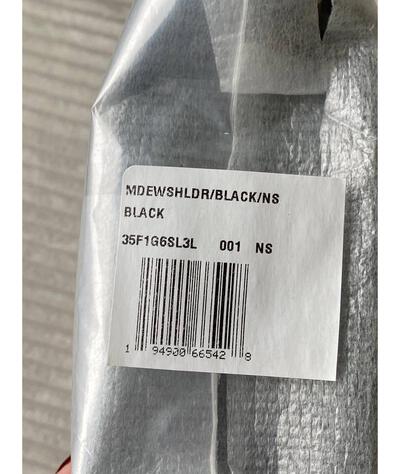 MDEWSHLDR/BLACK/NS
BLACK
35F1G6SL3L 001 NS
1 94900 66542 8